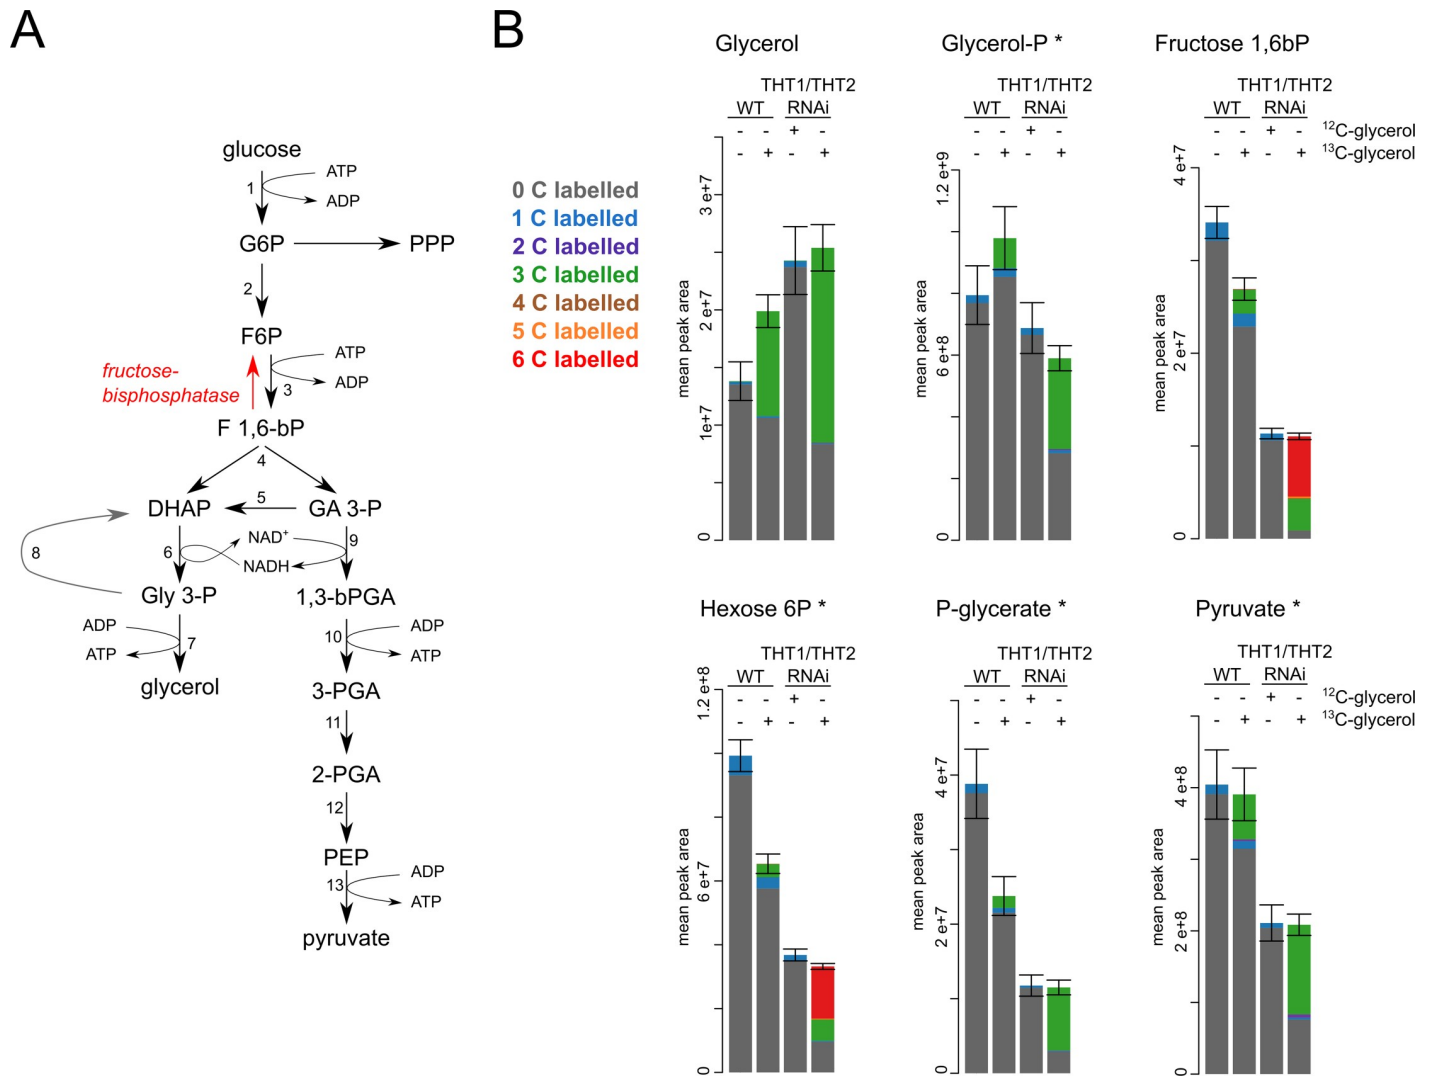 A
glucose
1
ATP
ADP
G6P
PPP
2
F6P
fructose-
bisphosphatase
ATP
3
ADP
F 1,6-bP
4
DHAP
5
GA 3-P
8
6
NAD⁺
NADH
9
Gly 3-P
1,3-bPGA
ADP
ATP
7
10
ADP
ATP
glycerol
3-PGA
11
2-PGA
12
PEP
13
ADP
ATP
pyruvate
B
0 C labelled
1 C labelled
2 C labelled
3 C labelled
4 C labelled
5 C labelled
6 C labelled
Glycerol
THT1/THT2
WT RNAi
- - + -
- + - +
mean peak area
3 e+7
2 e+7
1e+7
0
Glycerol-P *
THT1/THT2
WT RNAi
- - + -
- + - +
mean peak area
1.2 e+9
6 e+8
0
Fructose 1,6bP
THT1/THT2
WT RNAi
- - + - ¹²C-glycerol
- + - + ¹³C-glycerol
mean peak area
4 e+7
2 e+7
0
Hexose 6P *
THT1/THT2
WT RNAi
- - + -
- + - +
mean peak area
1.2 e+8
6 e+7
0
P-glycerate *
THT1/THT2
WT RNAi
- - + -
- + - +
mean peak area
4 e+7
2 e+7
0
Pyruvate *
THT1/THT2
WT RNAi
- - + - ¹²C-glycerol
- + - + ¹³C-glycerol
mean peak area
4 e+8
2 e+8
0